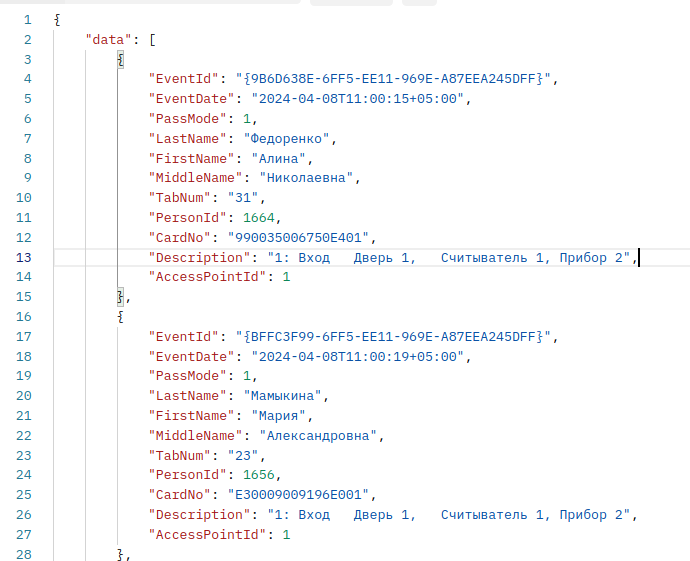 1 {
2 "data": [
3 {
4 "EventId": "{9B6D638E-6FF5-EE11-969E-A87EEA245DFF}",
5 "EventDate": "2024-04-08T11:00:15+05:00",
6 "PassMode": 1,
7 "LastName": "Федоренко",
8 "FirstName": "Алина",
9 "MiddleName": "Николаевна",
10 "TabNum": "31",
11 "PersonId": 1664,
12 "CardNo": "990035006750E401",
13 "Description": "1: Вход   Дверь 1,   Считыватель 1, Прибор 2",
14 "AccessPointId": 1
15 },
16 {
17 "EventId": "{BFFC3F99-6FF5-EE11-969E-A87EEA245DFF}",
18 "EventDate": "2024-04-08T11:00:19+05:00",
19 "PassMode": 1,
20 "LastName": "Мамыкина",
21 "FirstName": "Мария",
22 "MiddleName": "Александровна",
23 "TabNum": "23",
24 "PersonId": 1656,
25 "CardNo": "E30009009196E001",
26 "Description": "1: Вход   Дверь 1,   Считыватель 1, Прибор 2",
27 "AccessPointId": 1
28 },